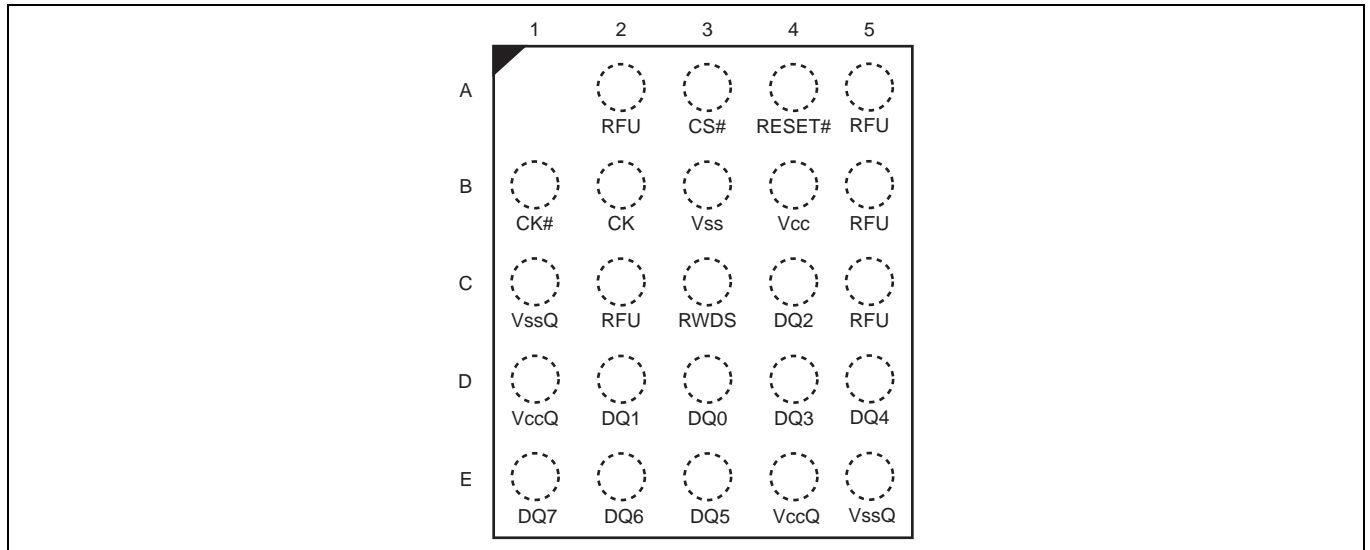 1 2 3 4 5
A
RFU CS# RESET# RFU
B
CK# CK Vss Vcc RFU
C
VssQ RFU RWDS DQ2 RFU
D
VccQ DQ1 DQ0 DQ3 DQ4
E
DQ7 DQ6 DQ5 VccQ VssQ